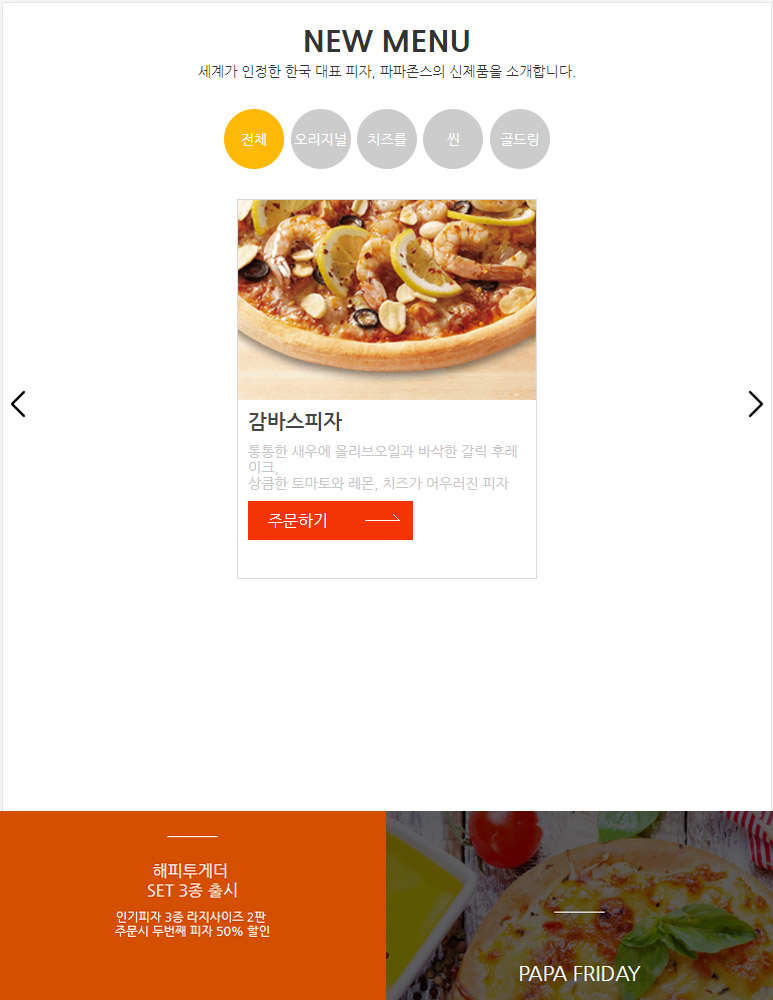 NEW MENU
세계가 인정한 한국 대표 피자, 파파존스의 신제품을 소개합니다.
전체
오리지널
치즈롤
씬
골드링
감바스피자
통통한 새우에 올리브오일과 바삭한 갈릭 후레
이크,
상큼한 토마토와 레몬, 치즈가 어우러진 피자
주문하기
해피투게더
SET 3종 출시
인기피자 3종 라지사이즈 2판
주문시 두번째 피자 50% 할인
PAPA FRIDAY